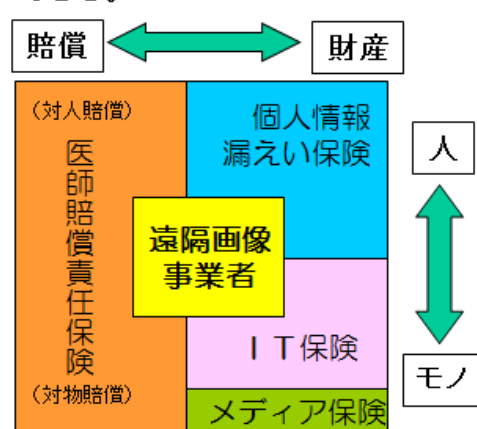 賠償
財産
(対人賠償)
医師賠償責任保険
(対物賠償)
個人情報
漏えい保険
遠隔画像
事業者
IT保険
メディア保険
人
モノ